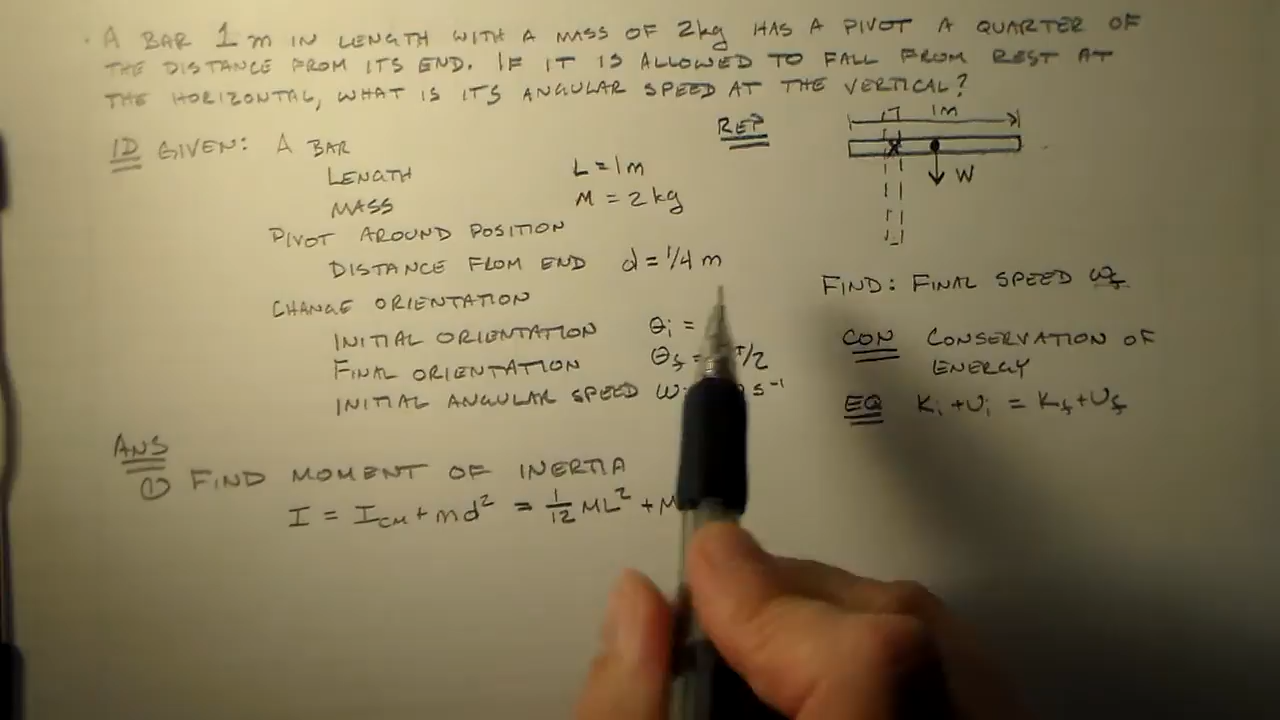 A BAR 1 m IN LENGTH WITH A MASS OF 2kg HAS A PIVOT A QUARTER OF
THE DISTANCE FROM ITS END. IF IT IS ALLOWED TO FALL FROM REST AT
THE HORIZONTAL, WHAT IS ITS ANGULAR SPEED AT THE VERTICAL?
ID GIVEN: A BAR
LENGTH L = 1m
MASS M = 2 kg
PIVOT AROUND POSITION
DISTANCE FROM END d = 1/4 m
CHANGE ORIENTATION
INITIAL ORIENTATION θi =
FINAL ORIENTATION θf = /2
INITIAL ANGULAR SPEED ω s⁻¹
REP
1m
W
FIND: FINAL SPEED ωf
CON CONSERVATION OF
ENERGY
EQ Ki + Ui = Kf + Uf
ANS
① FIND MOMENT OF INERTIA
I = ICM + md² = 1/12 ML² + M